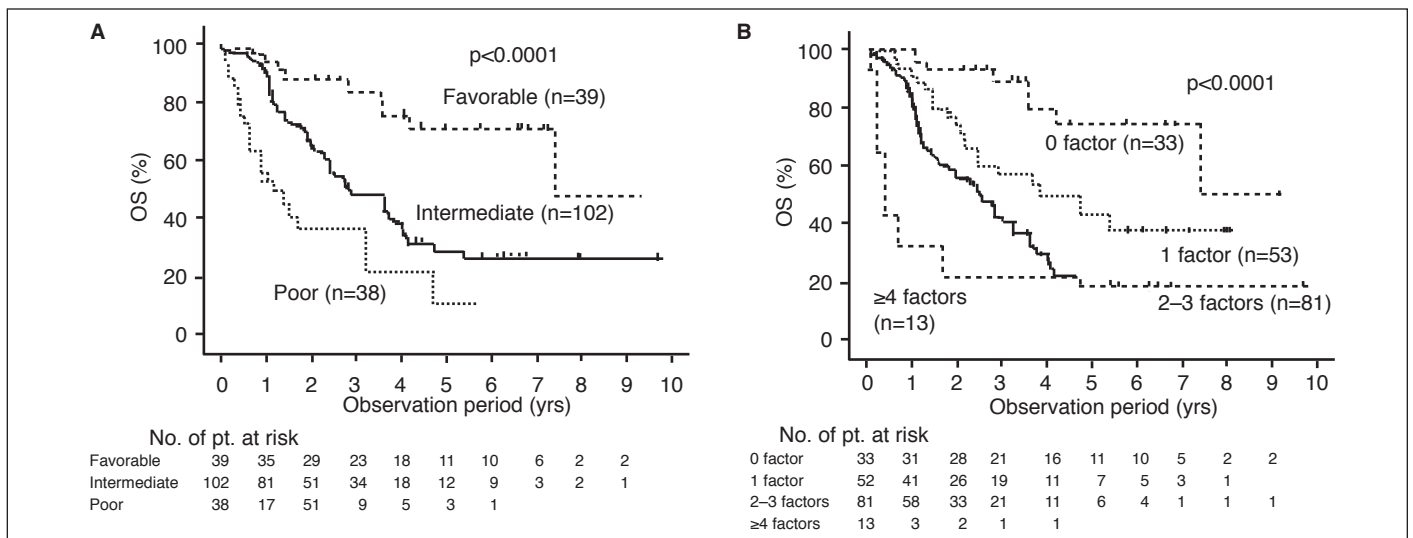 A
100
80
60
40
20
0
OS (%)
p<0.0001
Favorable (n=39)
Intermediate (n=102)
Poor (n=38)
0 1 2 3 4 5 6 7 8 9 10
Observation period (yrs)
No. of pt. at risk
Favorable 39 35 29 23 18 11 10 6 2 2
Intermediate 102 81 51 34 18 12 9 3 2 1
Poor 38 17 51 9 5 3 1
B
100
80
60
40
20
0
OS (%)
p<0.0001
0 factor (n=33)
1 factor (n=53)
≥4 factors
(n=13)
2–3 factors (n=81)
0 1 2 3 4 5 6 7 8 9 10
Observation period (yrs)
No. of pt. at risk
0 factor 33 31 28 21 16 11 10 5 2 2
1 factor 52 41 26 19 11 7 5 3 1
2–3 factors 81 58 33 21 11 6 4 1 1 1
≥4 factors 13 3 2 1 1